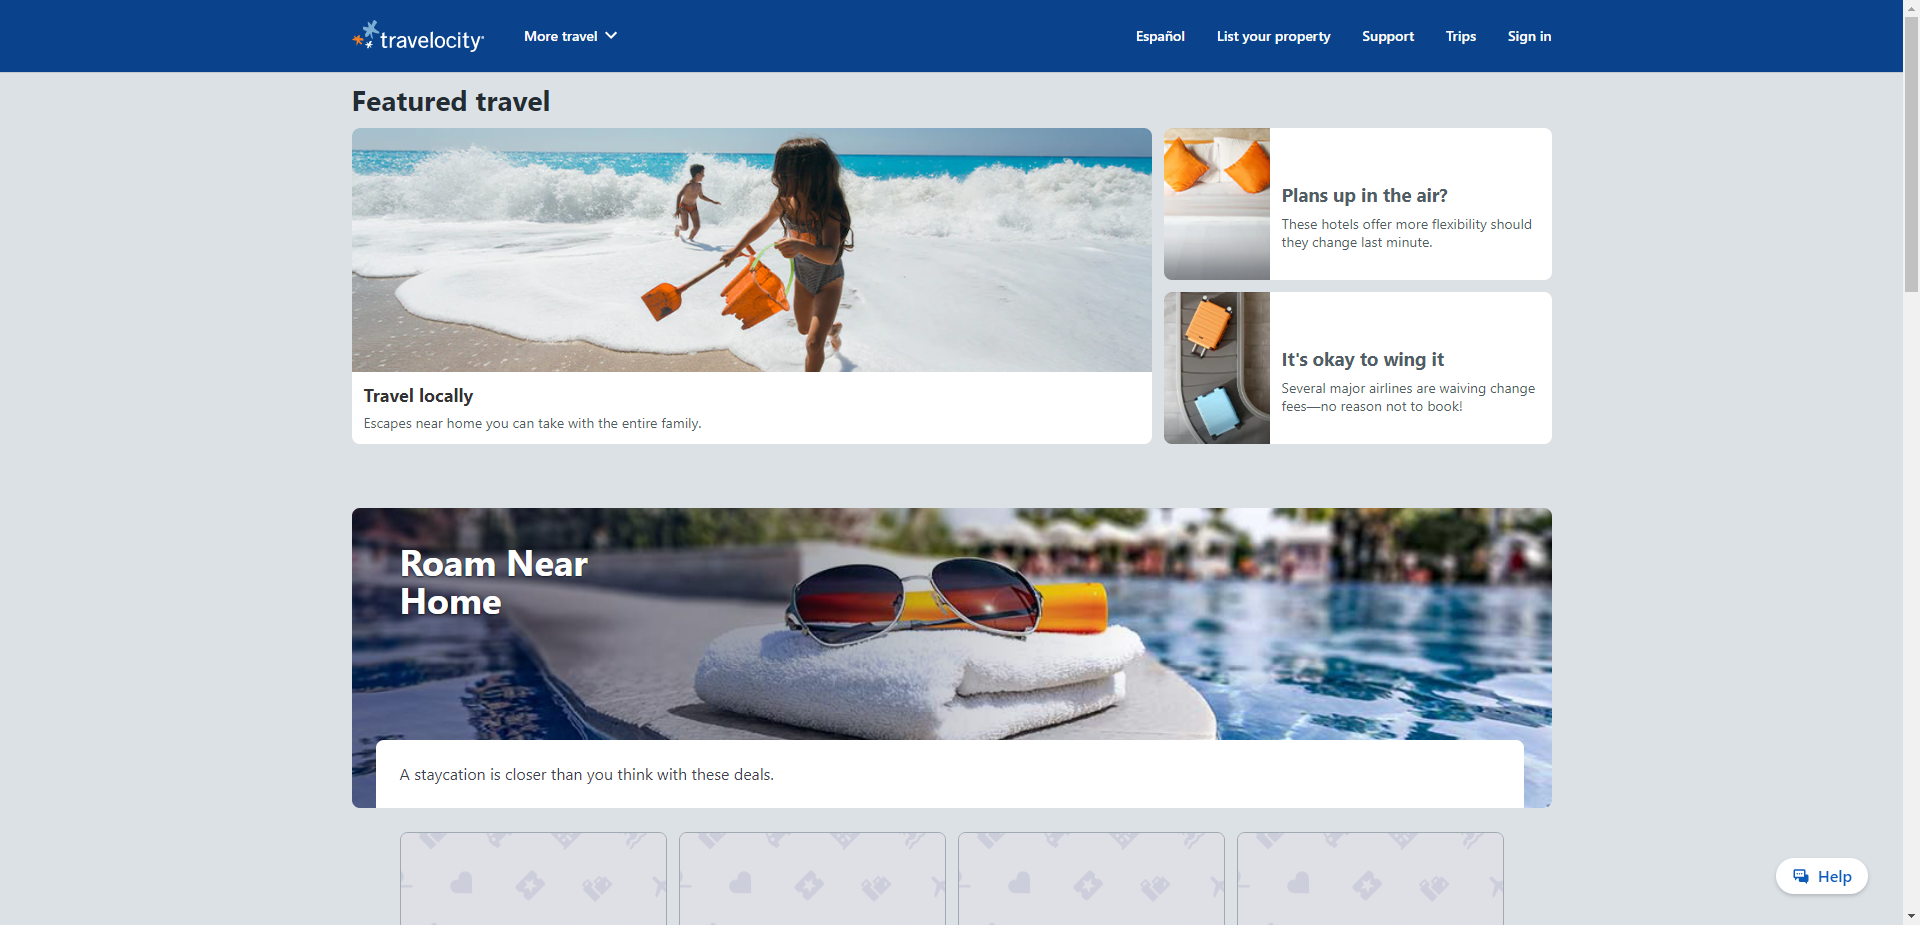 travelocity
More travel
Español
List your property
Support
Trips
Sign in
Featured travel
Travel locally
Escapes near home you can take with the entire family.
Plans up in the air?
These hotels offer more flexibility should
they change last minute.
It's okay to wing it
Several major airlines are waiving change
fees—no reason not to book!
Roam Near
Home
A staycation is closer than you think with these deals.
Help